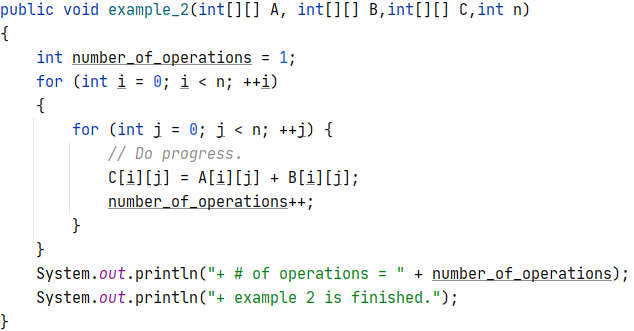 public void example_2(int[][] A, int[][] B,int[][] C,int n)
{
    int number_of_operations = 1;
    for (int i = 0; i < n; ++i)
    {
        for (int j = 0; j < n; ++j) {
            // Do progress.
            C[i][j] = A[i][j] + B[i][j];
            number_of_operations++;
        }
    }
    System.out.println("+ # of operations = " + number_of_operations);
    System.out.println("+ example 2 is finished.");
}